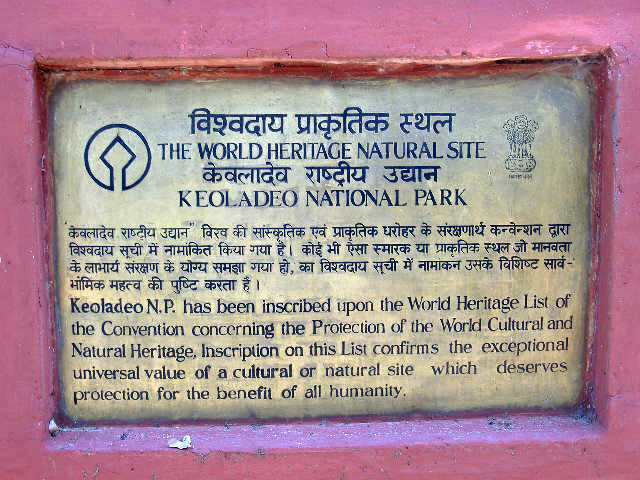 विश्वदाय प्राकृतिक स्थल
THE WORLD HERITAGE NATURAL SITE
केवलादेव राष्ट्रीय उद्यान
KEOLADEO NATIONAL PARK
"केवलादेव राष्ट्रीय उद्यान" विश्व की सांस्कृतिक एवं प्राकृतिक धरोहर के संरक्षणार्थ कन्वेन्शन द्वारा
विश्वदाय सूची में नामांकित किया गया है। कोई भी ऐसा स्मारक या प्राकृतिक स्थल जो मानवता
के लाभार्थ संरक्षण के योग्य समझा गया हो, का विश्वदाय सूची में नामांकन उसके विशिष्ट सार्व-
भौमिक महत्व की पुष्टि करता है।
Keoladeo N.P. has been inscribed upon the World Heritage List of
the Convention concerning the Protection of the World Cultural and
Natural Heritage. Inscription on this List confirms the exceptional
universal value of a cultural or natural site which deserves
protection for the benefit of all humanity.